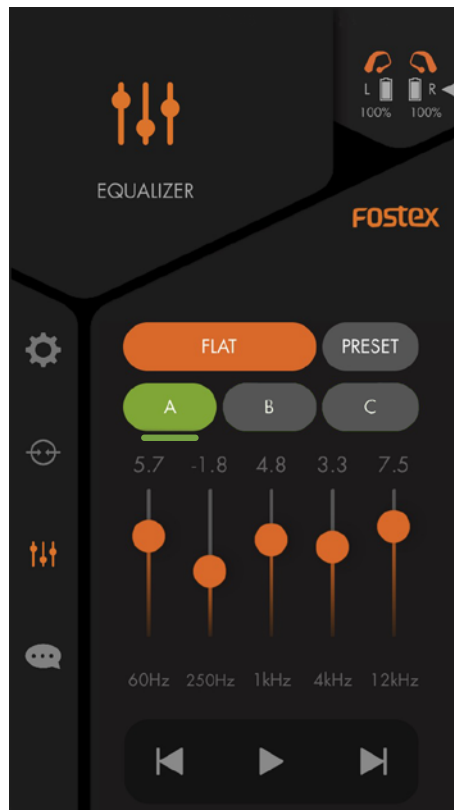 L R
100% 100%
EQUALIZER
FOSTEX
FLAT PRESET
A B C
5.7 -1.8 4.8 3.3 7.5
60Hz 250Hz 1kHz 4kHz 12kHz